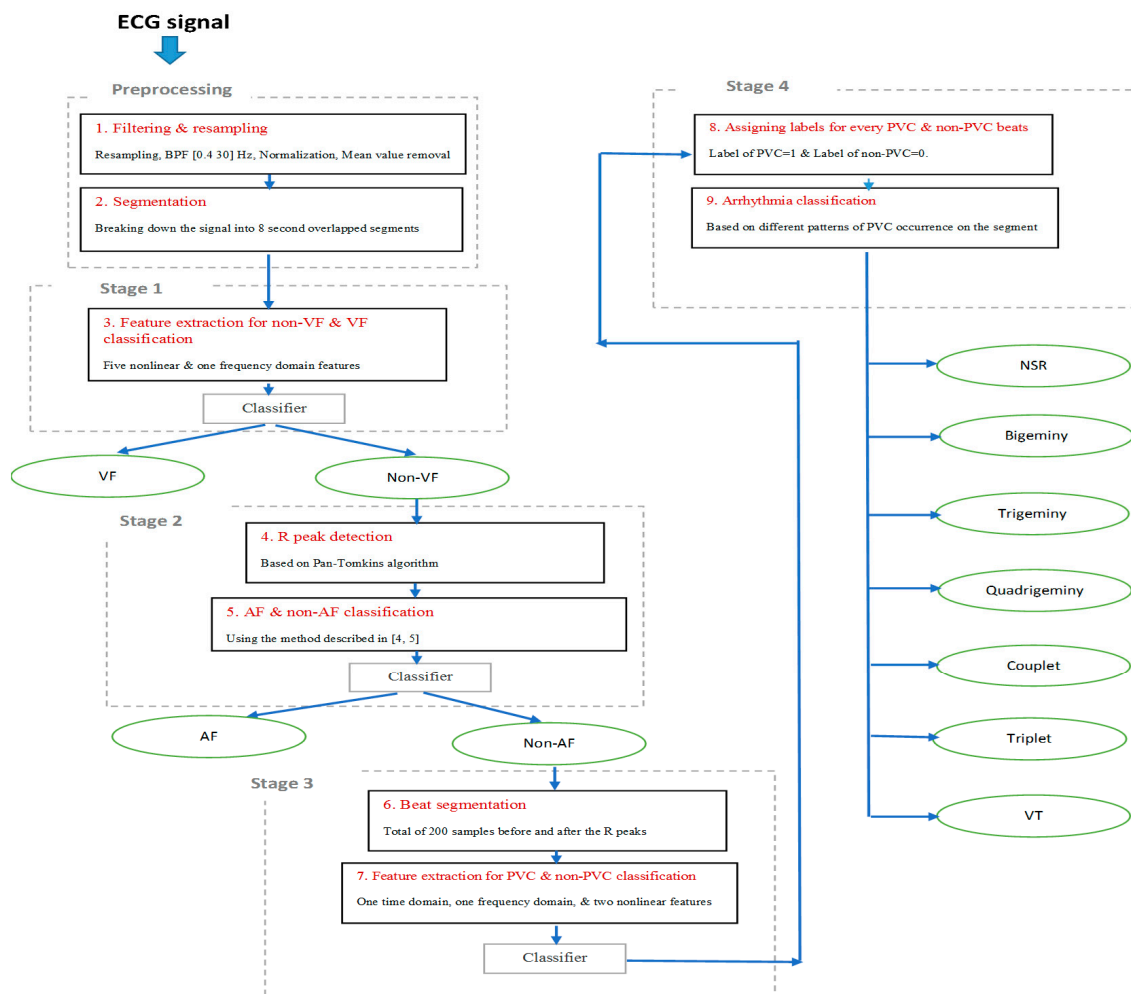 ECG signal
Preprocessing
1. Filtering & resampling
Resampling, BPF [0.4 30] Hz, Normalization, Mean value removal
2. Segmentation
Breaking down the signal into 8 second overlapped segments
Stage 1
3. Feature extraction for non-VF & VF
classification
Five nonlinear & one frequency domain features
Classifier
VF
Non-VF
Stage 2
4. R peak detection
Based on Pan-Tomkins algorithm
5. AF & non-AF classification
Using the method described in [4, 5]
Classifier
AF
Non-AF
Stage 3
6. Beat segmentation
Total of 200 samples before and after the R peaks
7. Feature extraction for PVC & non-PVC classification
One time domain, one frequency domain, & two nonlinear features
Classifier
Stage 4
8. Assigning labels for every PVC & non-PVC beats
Label of PVC=1 & Label of non-PVC=0.
9. Arrhythmia classification
Based on different patterns of PVC occurrence on the segment
NSR
Bigeminy
Trigeminy
Quadrigeminy
Couplet
Triplet
VT